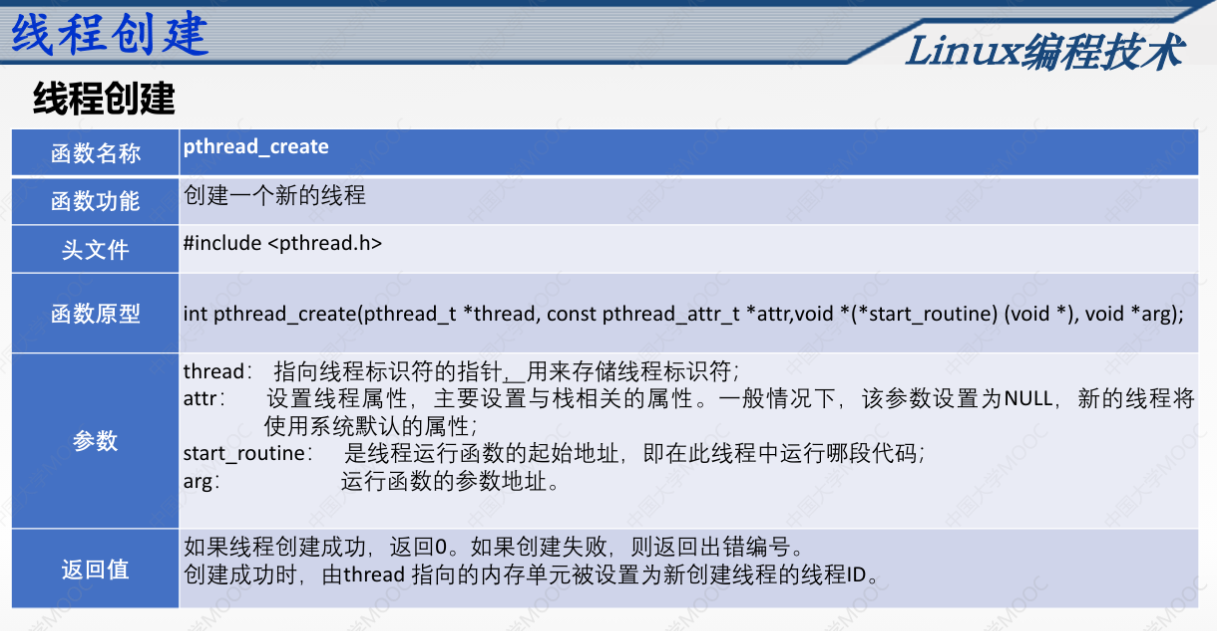 线程创建
Linux编程技术
线程创建
函数名称 pthread_create
函数功能 创建一个新的线程
头文件 #include <pthread.h>
函数原型 int pthread_create(pthread_t *thread, const pthread_attr_t *attr,void *(*start_routine) (void *), void *arg);
参数
thread： 指向线程标识符的指针，用来存储线程标识符；
attr： 设置线程属性，主要设置与栈相关的属性。一般情况下，该参数设置为NULL，新的线程将
使用系统默认的属性；
start_routine： 是线程运行函数的起始地址，即在此线程中运行哪段代码；
arg： 运行函数的参数地址。
返回值
如果线程创建成功，返回0。如果创建失败，则返回出错编号。
创建成功时，由thread 指向的内存单元被设置为新创建线程的线程ID。
中国大学MOOC